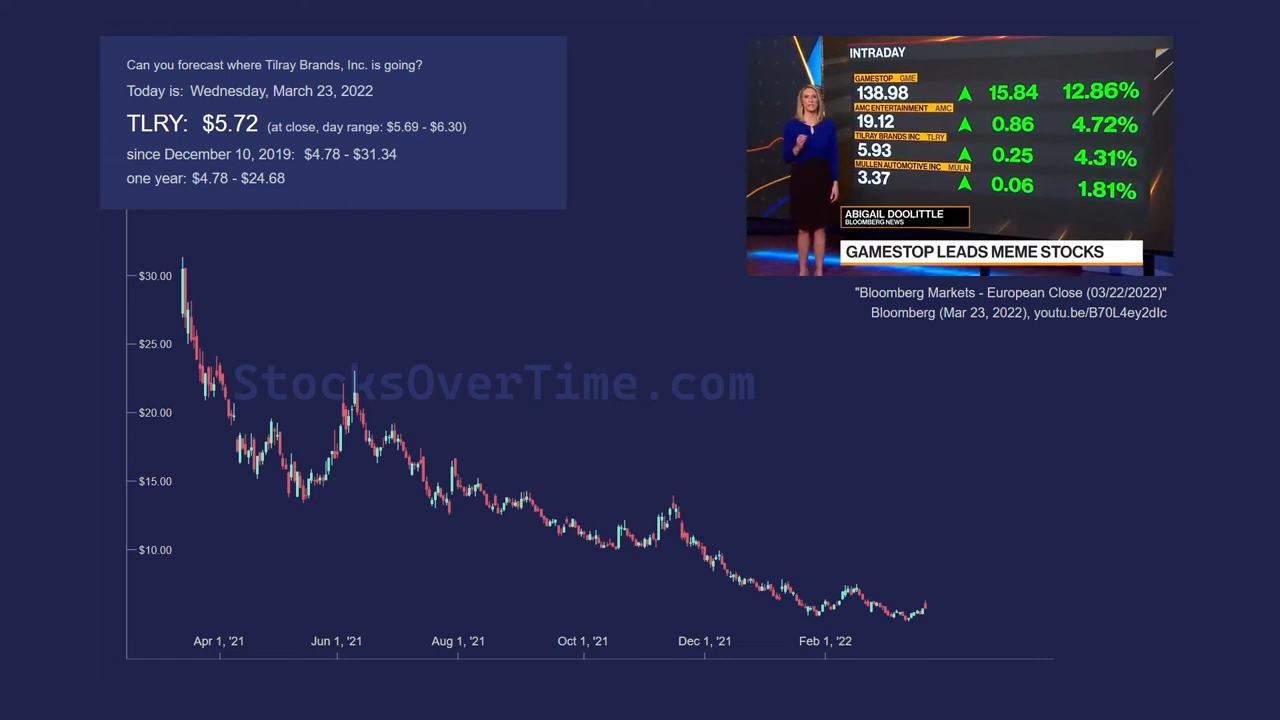 Can you forecast where Tilray Brands, Inc. is going?
Today is: Wednesday, March 23, 2022
TLRY: $5.72 (at close, day range: $5.69 - $6.30)
since December 10, 2019: $4.78 - $31.34
one year: $4.78 - $24.68
INTRADAY
GAMESTOP GME
138.98 15.84 12.86%
AMC ENTERTAINMENT AMC
19.12 0.86 4.72%
TILRAY BRANDS INC TLRY
5.93 0.25 4.31%
MULLEN AUTOMOTIVE INC MULN
3.37 0.06 1.81%
ABIGAIL DOOLITTLE
BLOOMBERG NEWS
GAMESTOP LEADS MEME STOCKS
"Bloomberg Markets - European Close (03/22/2022)"
Bloomberg (Mar 23, 2022), youtu.be/B70L4ey2dIc
$30.00
$25.00
StocksOverTime.com
$20.00
$15.00
$10.00
Apr 1, '21 Jun 1, '21 Aug 1, '21 Oct 1, '21 Dec 1, '21 Feb 1, '22